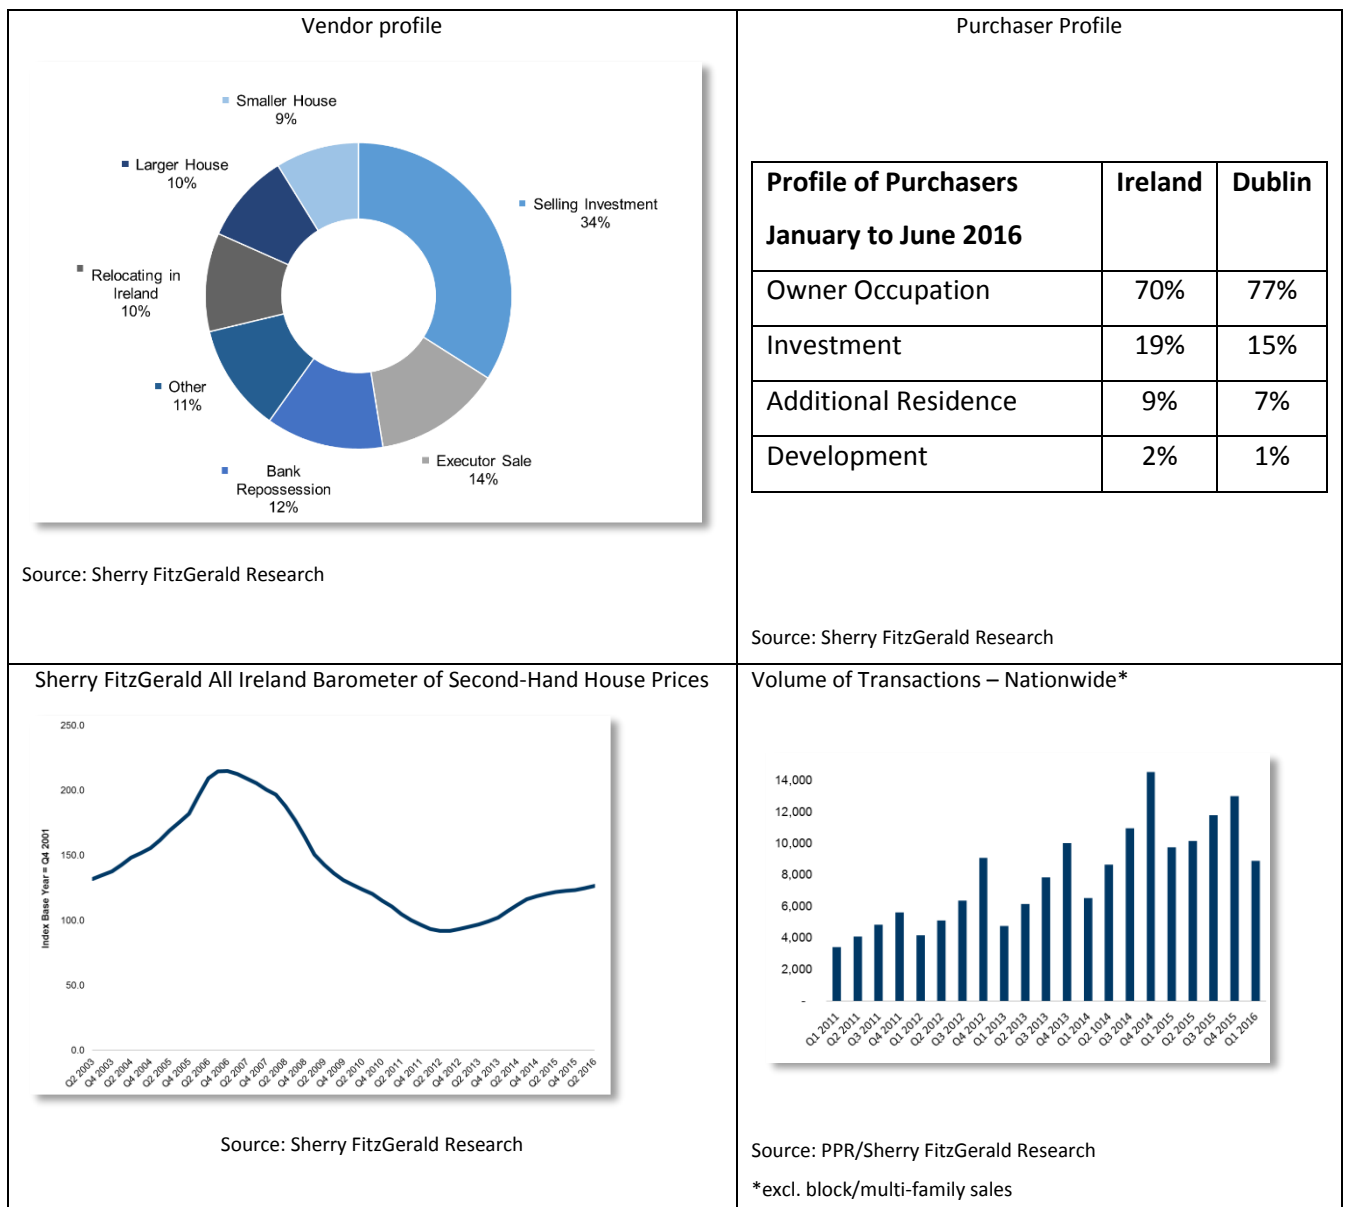 Vendor profile
Smaller House
9%
Larger House
10%
Relocating in
Ireland
10%
Other
11%
Bank
Repossession
12%
Executor Sale
14%
Selling Investment
34%
Source: Sherry FitzGerald Research
Purchaser Profile
Profile of Purchasers Ireland Dublin
January to June 2016
Owner Occupation 70% 77%
Investment 19% 15%
Additional Residence 9% 7%
Development 2% 1%
Source: Sherry FitzGerald Research
Sherry FitzGerald All Ireland Barometer of Second-Hand House Prices
250.0
200.0
150.0
100.0
50.0
0.0
Index Base Year = Q4 2001
Q2 2003
Q4 2003
Q2 2004
Q4 2004
Q2 2005
Q4 2005
Q2 2006
Q4 2006
Q2 2007
Q4 2007
Q2 2008
Q4 2008
Q2 2009
Q4 2009
Q2 2010
Q4 2010
Q2 2011
Q4 2011
Q2 2012
Q4 2012
Q2 2013
Q4 2013
Q2 2014
Q4 2014
Q2 2015
Q4 2015
Q2 2016
Source: Sherry FitzGerald Research
Volume of Transactions – Nationwide*
14,000
12,000
10,000
8,000
6,000
4,000
2,000
-
Q1 2011
Q2 2011
Q3 2011
Q4 2011
Q1 2012
Q2 2012
Q3 2012
Q4 2012
Q1 2013
Q2 2013
Q3 2013
Q4 2013
Q1 2014
Q2 1014
Q3 2014
Q4 2014
Q1 2015
Q2 2015
Q3 2015
Q4 2015
Q1 2016
Source: PPR/Sherry FitzGerald Research
*excl. block/multi-family sales